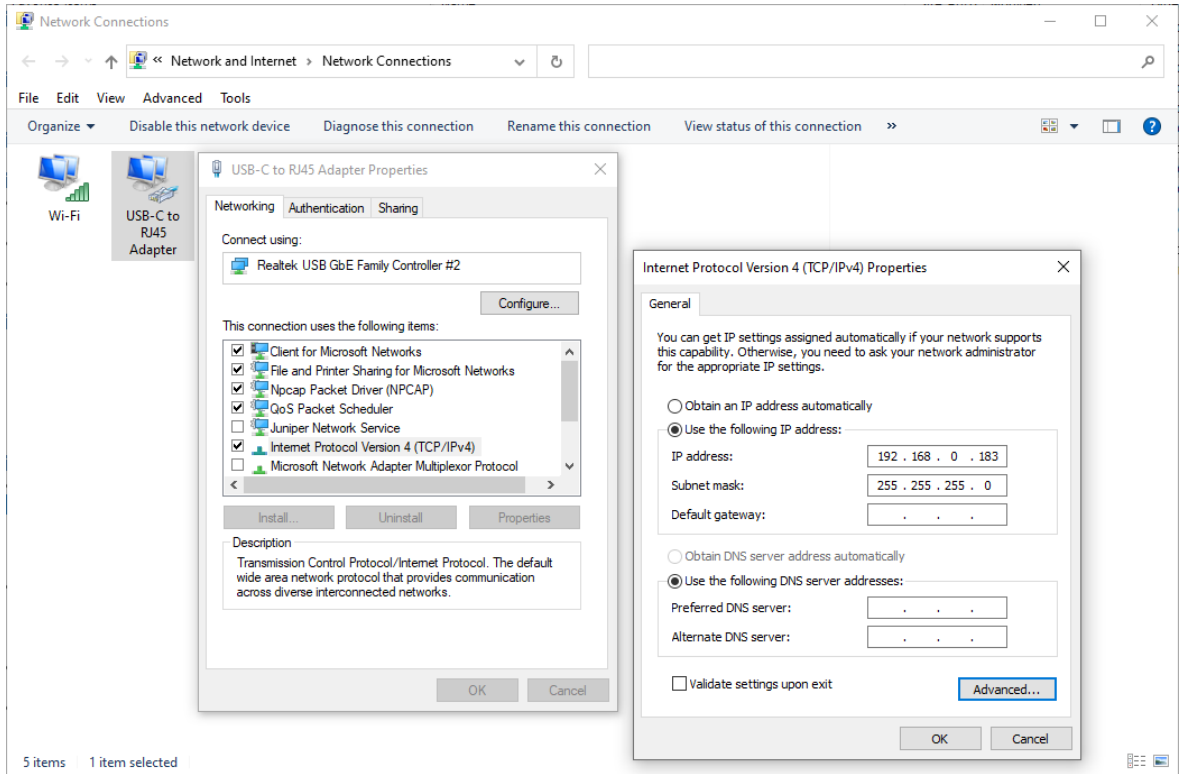 Network Connections
« Network and Internet › Network Connections
File Edit View Advanced Tools
Organize Disable this network device Diagnose this connection Rename this connection View status of this connection »
Wi-Fi
USB-C to
RJ45
Adapter
USB-C to RJ45 Adapter Properties
Networking Authentication Sharing
Connect using:
Realtek USB GbE Family Controller #2
Configure...
This connection uses the following items:
Client for Microsoft Networks
File and Printer Sharing for Microsoft Networks
Npcap Packet Driver (NPCAP)
QoS Packet Scheduler
Juniper Network Service
Internet Protocol Version 4 (TCP/IPv4)
Microsoft Network Adapter Multiplexor Protocol
Install... Uninstall Properties
Description
Transmission Control Protocol/Internet Protocol. The default
wide area network protocol that provides communication
across diverse interconnected networks.
OK Cancel
Internet Protocol Version 4 (TCP/IPv4) Properties
General
You can get IP settings assigned automatically if your network supports
this capability. Otherwise, you need to ask your network administrator
for the appropriate IP settings.
Obtain an IP address automatically
Use the following IP address:
IP address: 192 . 168 . 0 . 183
Subnet mask: 255 . 255 . 255 . 0
Default gateway: . . .
Obtain DNS server address automatically
Use the following DNS server addresses:
Preferred DNS server: . . .
Alternate DNS server: . . .
Validate settings upon exit
Advanced...
OK Cancel
5 items 1 item selected